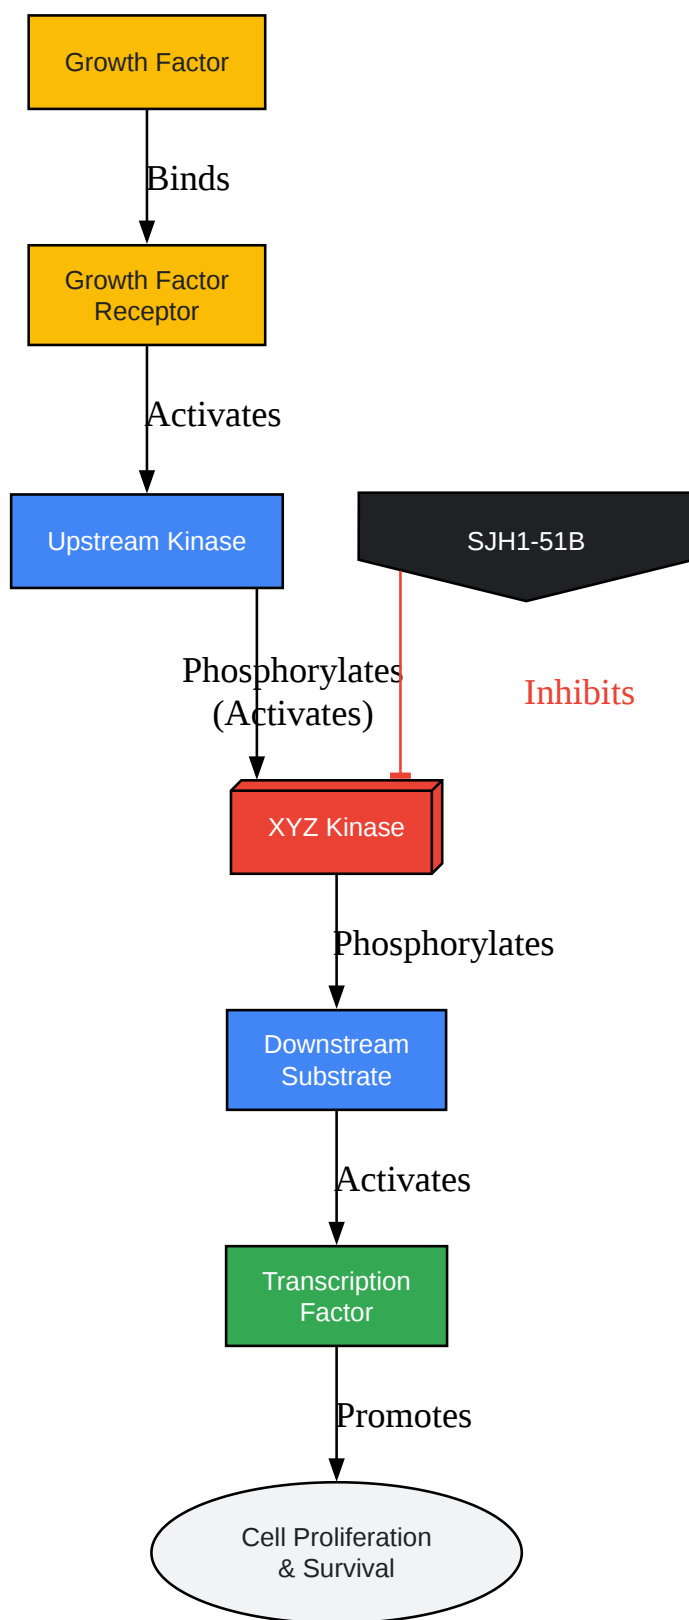 Growth Factor
Binds
Growth Factor
Receptor
Activates
Upstream Kinase
SJH1-51B
Phosphorylates
(Activates)
Inhibits
XYZ Kinase
Phosphorylates
Downstream
Substrate
Activates
Transcription
Factor
Promotes
Cell Proliferation
& Survival